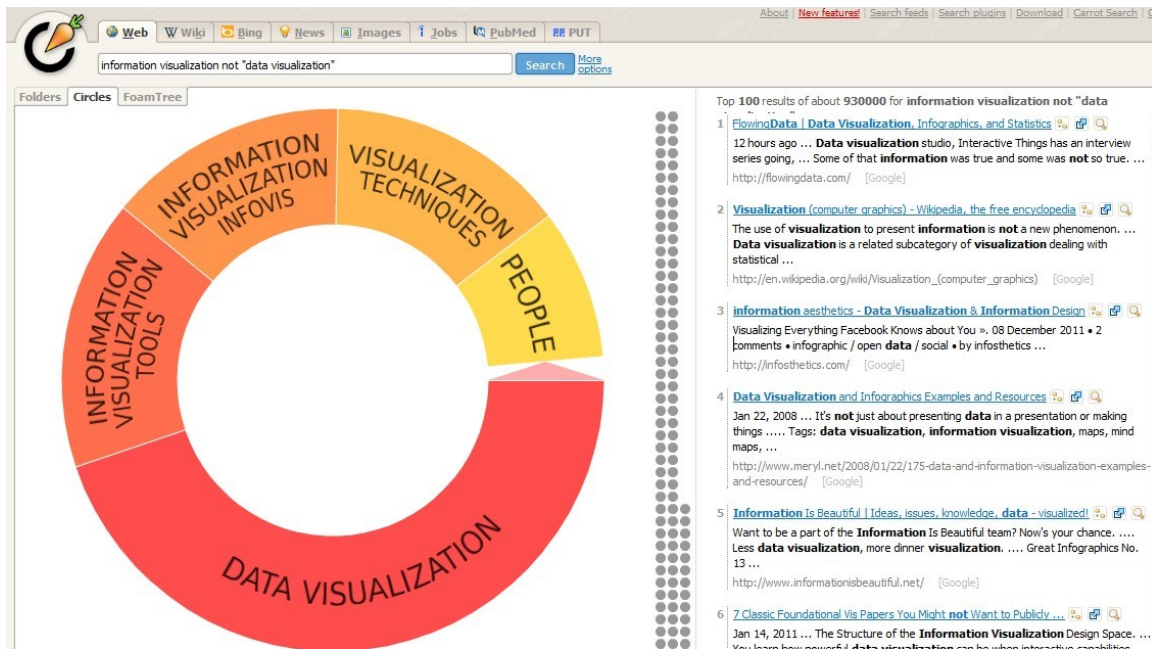 About | New features! | Search feeds | Search plugins | Download | Carrot Search |
Web Wiki Bing News Images Jobs PubMed PUT
information visualization not "data visualization"
Search
More options
Folders Circles FoamTree
INFORMATION
VISUALIZATION
INFOVIS
VISUALIZATION
TECHNIQUES
PEOPLE
INFORMATION
VISUALIZATION
TOOLS
DATA VISUALIZATION
Top 100 results of about 930000 for information visualization not "data
1 FlowingData | Data Visualization, Infographics, and Statistics
12 hours ago ... Data visualization studio, Interactive Things has an interview
series going, ... Some of that information was true and some was not so true. ...
http://flowingdata.com/ [Google]
2 Visualization (computer graphics) - Wikipedia, the free encyclopedia
The use of visualization to present information is not a new phenomenon. ...
Data visualization is a related subcategory of visualization dealing with
statistical ...
http://en.wikipedia.org/wiki/Visualization_(computer_graphics) [Google]
3 information aesthetics - Data Visualization & Information Design
Visualizing Everything Facebook Knows about You ». 08 December 2011 • 2
comments • infographic / open data / social • by infosthetics ...
http://infosthetics.com/ [Google]
4 Data Visualization and Infographics Examples and Resources
Jan 22, 2008 ... It's not just about presenting data in a presentation or making
things ..... Tags: data visualization, information visualization, maps, mind
maps, ...
http://www.meryl.net/2008/01/22/175-data-and-information-visualization-examples-
and-resources/ [Google]
5 Information Is Beautiful | Ideas, issues, knowledge, data - visualized!
Want to be a part of the Information Is Beautiful team? Now's your chance. ....
Less data visualization, more dinner visualization. .... Great Infographics No.
13 ...
http://www.informationisbeautiful.net/ [Google]
6 7 Classic Foundational Vis Papers You Might not Want to Publicly ...
Jan 14, 2011 ... The Structure of the Information Visualization Design Space. ...
You learn how powerful data visualization can be when interactive capabilities